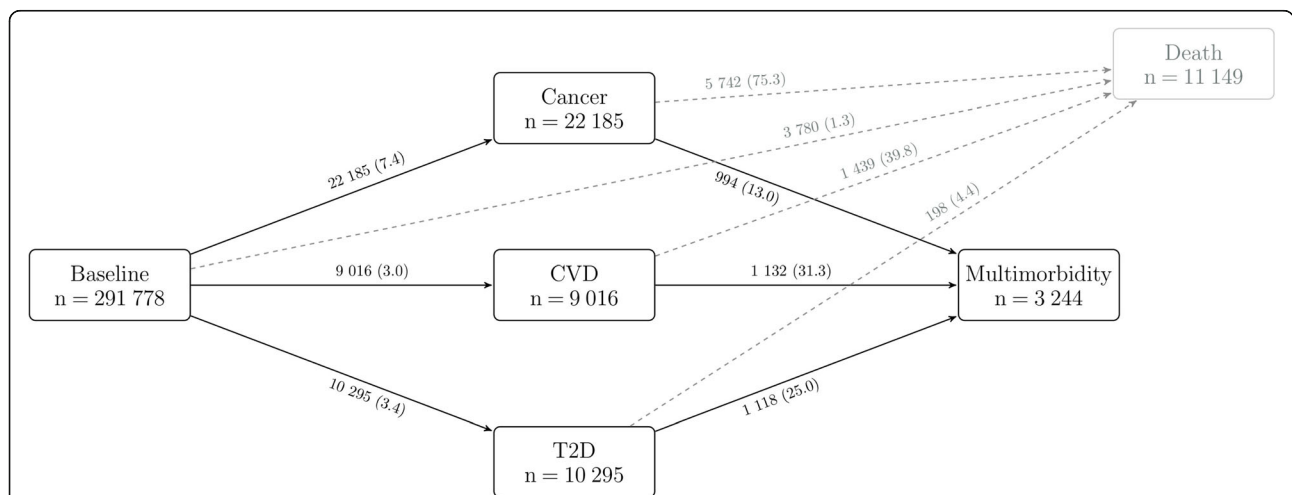 Death
n = 11 149
5 742 (75.3)
Cancer
n = 22 185
3 780 (1.3)
1 439 (39.8)
22 185 (7.4)
994 (13.0)
198 (4.4)
Baseline
n = 291 778
9 016 (3.0)
CVD
n = 9 016
1 132 (31.3)
Multimorbidity
n = 3 244
10 295 (3.4)
1 118 (25.0)
T2D
n = 10 295